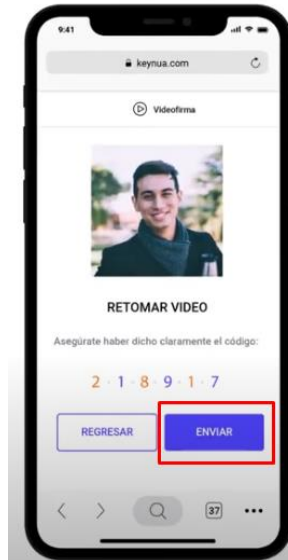 9:41
keynua.com
Videofirma
RETOMAR VIDEO
Asegúrate haber dicho claramente el código:
2 · 1 · 8 · 9 · 1 · 7
REGRESAR
ENVIAR
37